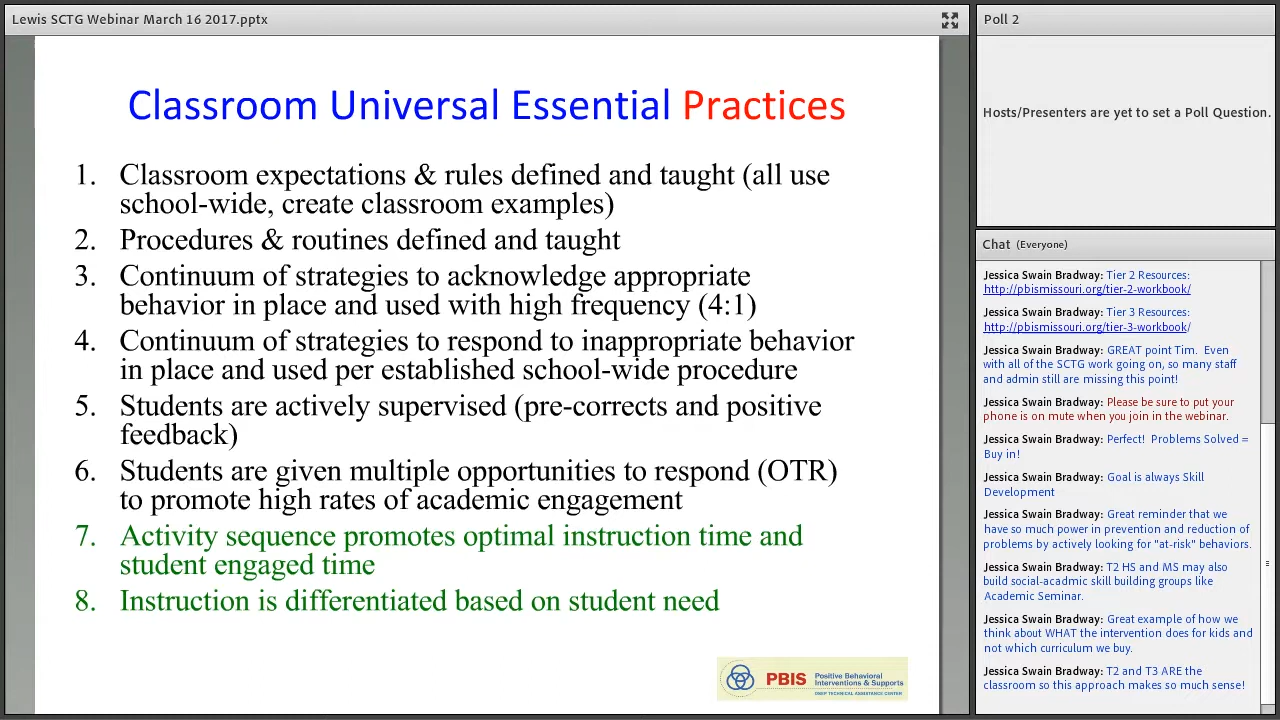 Lewis SCTG Webinar March 16 2017.pptx
Classroom Universal Essential Practices
1. Classroom expectations & rules defined and taught (all use
school-wide, create classroom examples)
2. Procedures & routines defined and taught
3. Continuum of strategies to acknowledge appropriate
behavior in place and used with high frequency (4:1)
4. Continuum of strategies to respond to inappropriate behavior
in place and used per established school-wide procedure
5. Students are actively supervised (pre-corrects and positive
feedback)
6. Students are given multiple opportunities to respond (OTR)
to promote high rates of academic engagement
7. Activity sequence promotes optimal instruction time and
student engaged time
8. Instruction is differentiated based on student need
PBIS Positive Behavioral
Interventions & Supports
OSEP TECHNICAL ASSISTANCE CENTER
Poll 2
Hosts/Presenters are yet to set a Poll Question.
Chat (Everyone)
Jessica Swain Bradway: Tier 2 Resources:
http://pbismissouri.org/tier-2-workbook/
Jessica Swain Bradway: Tier 3 Resources:
http://pbismissouri.org/tier-3-workbook/
Jessica Swain Bradway: GREAT point Tim. Even
with all of the SCTG work going on, so many staff
and admin still are missing this point!
Jessica Swain Bradway: Please be sure to put your
phone is on mute when you join in the webinar.
Jessica Swain Bradway: Perfect! Problems Solved =
Buy in!
Jessica Swain Bradway: Goal is always Skill
Development
Jessica Swain Bradway: Great reminder that we
have so much power in prevention and reduction of
problems by actively looking for "at-risk" behaviors.
Jessica Swain Bradway: T2 HS and MS may also
build social-acadmic skill building groups like
Academic Seminar.
Jessica Swain Bradway: Great example of how we
think about WHAT the intervention does for kids and
not which curriculum we buy.
Jessica Swain Bradway: T2 and T3 ARE the
classroom so this approach makes so much sense!